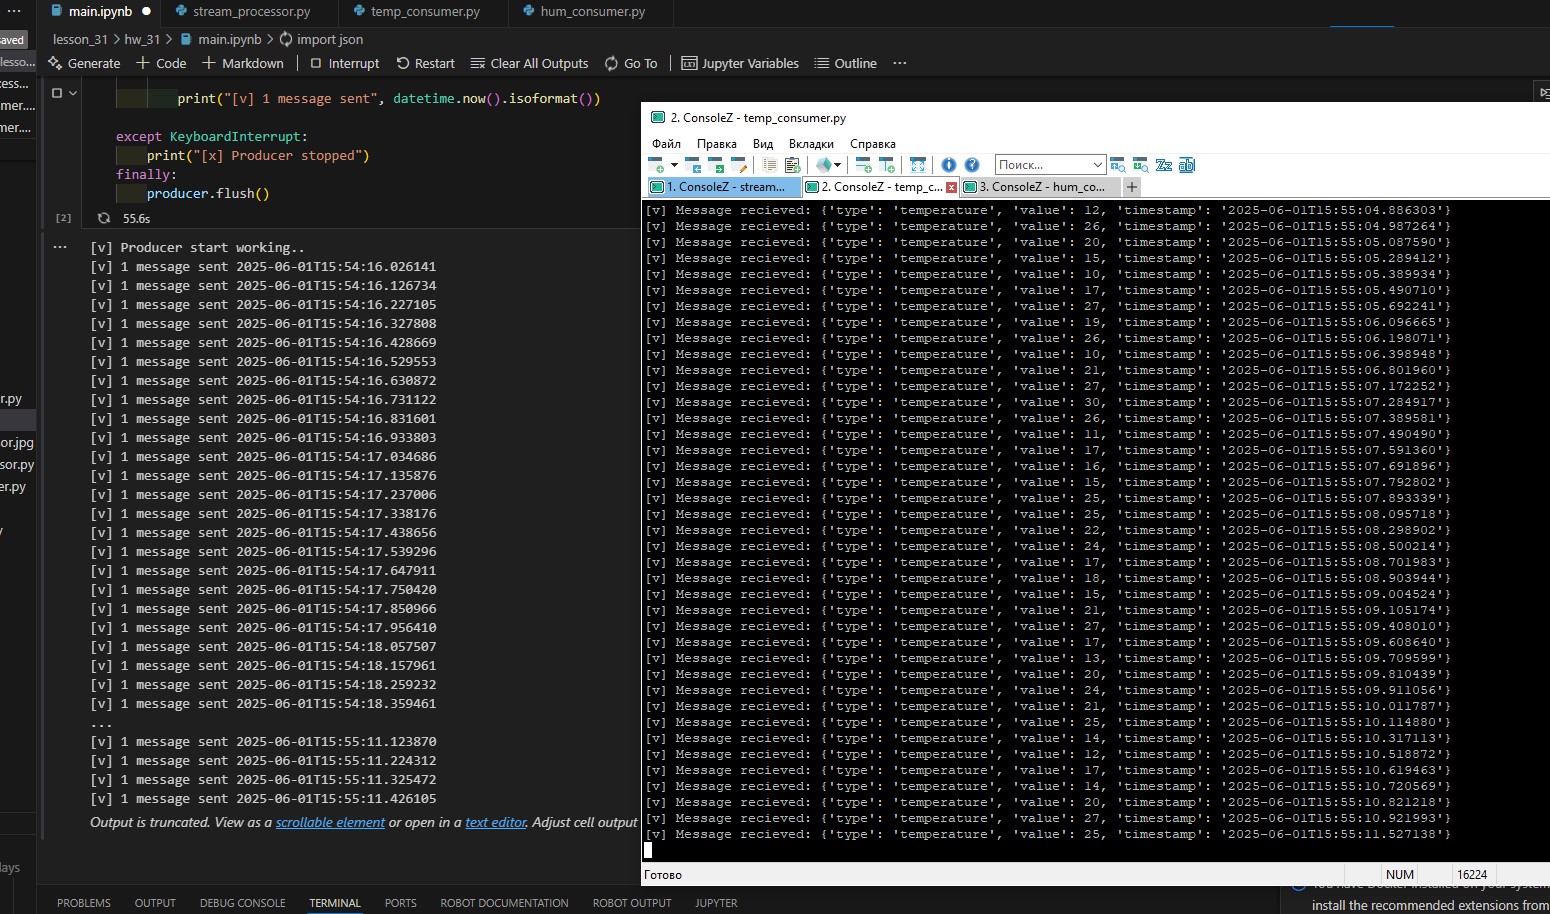 main.ipynb
stream_processor.py
temp_consumer.py
hum_consumer.py
saved
lesson_31 > hw_31 > main.ipynb > import json
lesso...
Generate + Code + Markdown | Interrupt Restart Clear All Outputs Go To | Jupyter Variables Outline ...
cess...
mer....
mer....
print("[v] 1 message sent", datetime.now().isoformat())
except KeyboardInterrupt:
print("[x] Producer stopped")
finally:
producer.flush()
[2] 55.6s
... [v] Producer start working..
[v] 1 message sent 2025-06-01T15:54:16.026141
[v] 1 message sent 2025-06-01T15:54:16.126734
[v] 1 message sent 2025-06-01T15:54:16.227105
[v] 1 message sent 2025-06-01T15:54:16.327808
[v] 1 message sent 2025-06-01T15:54:16.428669
[v] 1 message sent 2025-06-01T15:54:16.529553
[v] 1 message sent 2025-06-01T15:54:16.630872
[v] 1 message sent 2025-06-01T15:54:16.731122
[v] 1 message sent 2025-06-01T15:54:16.831601
[v] 1 message sent 2025-06-01T15:54:16.933803
[v] 1 message sent 2025-06-01T15:54:17.034686
[v] 1 message sent 2025-06-01T15:54:17.135876
[v] 1 message sent 2025-06-01T15:54:17.237006
[v] 1 message sent 2025-06-01T15:54:17.338176
[v] 1 message sent 2025-06-01T15:54:17.438656
[v] 1 message sent 2025-06-01T15:54:17.539296
[v] 1 message sent 2025-06-01T15:54:17.647911
[v] 1 message sent 2025-06-01T15:54:17.750420
[v] 1 message sent 2025-06-01T15:54:17.850966
[v] 1 message sent 2025-06-01T15:54:17.956410
[v] 1 message sent 2025-06-01T15:54:18.057507
[v] 1 message sent 2025-06-01T15:54:18.157961
[v] 1 message sent 2025-06-01T15:54:18.259232
[v] 1 message sent 2025-06-01T15:54:18.359461
...
[v] 1 message sent 2025-06-01T15:55:11.123870
[v] 1 message sent 2025-06-01T15:55:11.224312
[v] 1 message sent 2025-06-01T15:55:11.325472
[v] 1 message sent 2025-06-01T15:55:11.426105
Output is truncated. View as a scrollable element or open in a text editor. Adjust cell output
r.py
or.jpg
sor.py
er.py
lays
2. ConsoleZ - temp_consumer.py
Файл Правка Вид Вкладки Справка
Поиск...
1. ConsoleZ - stream...
2. ConsoleZ - temp_c...
3. ConsoleZ - hum_co...
[v] Message recieved: {'type': 'temperature', 'value': 12, 'timestamp': '2025-06-01T15:55:04.886303'}
[v] Message recieved: {'type': 'temperature', 'value': 26, 'timestamp': '2025-06-01T15:55:04.987264'}
[v] Message recieved: {'type': 'temperature', 'value': 20, 'timestamp': '2025-06-01T15:55:05.087590'}
[v] Message recieved: {'type': 'temperature', 'value': 15, 'timestamp': '2025-06-01T15:55:05.289412'}
[v] Message recieved: {'type': 'temperature', 'value': 10, 'timestamp': '2025-06-01T15:55:05.389934'}
[v] Message recieved: {'type': 'temperature', 'value': 17, 'timestamp': '2025-06-01T15:55:05.490710'}
[v] Message recieved: {'type': 'temperature', 'value': 27, 'timestamp': '2025-06-01T15:55:05.692241'}
[v] Message recieved: {'type': 'temperature', 'value': 19, 'timestamp': '2025-06-01T15:55:06.096665'}
[v] Message recieved: {'type': 'temperature', 'value': 26, 'timestamp': '2025-06-01T15:55:06.198071'}
[v] Message recieved: {'type': 'temperature', 'value': 10, 'timestamp': '2025-06-01T15:55:06.398948'}
[v] Message recieved: {'type': 'temperature', 'value': 21, 'timestamp': '2025-06-01T15:55:06.801960'}
[v] Message recieved: {'type': 'temperature', 'value': 27, 'timestamp': '2025-06-01T15:55:07.172252'}
[v] Message recieved: {'type': 'temperature', 'value': 30, 'timestamp': '2025-06-01T15:55:07.284917'}
[v] Message recieved: {'type': 'temperature', 'value': 26, 'timestamp': '2025-06-01T15:55:07.389581'}
[v] Message recieved: {'type': 'temperature', 'value': 11, 'timestamp': '2025-06-01T15:55:07.490490'}
[v] Message recieved: {'type': 'temperature', 'value': 17, 'timestamp': '2025-06-01T15:55:07.591360'}
[v] Message recieved: {'type': 'temperature', 'value': 16, 'timestamp': '2025-06-01T15:55:07.691896'}
[v] Message recieved: {'type': 'temperature', 'value': 15, 'timestamp': '2025-06-01T15:55:07.792802'}
[v] Message recieved: {'type': 'temperature', 'value': 25, 'timestamp': '2025-06-01T15:55:07.893339'}
[v] Message recieved: {'type': 'temperature', 'value': 25, 'timestamp': '2025-06-01T15:55:08.095718'}
[v] Message recieved: {'type': 'temperature', 'value': 22, 'timestamp': '2025-06-01T15:55:08.298902'}
[v] Message recieved: {'type': 'temperature', 'value': 24, 'timestamp': '2025-06-01T15:55:08.500214'}
[v] Message recieved: {'type': 'temperature', 'value': 17, 'timestamp': '2025-06-01T15:55:08.701983'}
[v] Message recieved: {'type': 'temperature', 'value': 18, 'timestamp': '2025-06-01T15:55:08.903944'}
[v] Message recieved: {'type': 'temperature', 'value': 15, 'timestamp': '2025-06-01T15:55:09.004524'}
[v] Message recieved: {'type': 'temperature', 'value': 21, 'timestamp': '2025-06-01T15:55:09.105174'}
[v] Message recieved: {'type': 'temperature', 'value': 27, 'timestamp': '2025-06-01T15:55:09.408010'}
[v] Message recieved: {'type': 'temperature', 'value': 17, 'timestamp': '2025-06-01T15:55:09.608640'}
[v] Message recieved: {'type': 'temperature', 'value': 13, 'timestamp': '2025-06-01T15:55:09.709599'}
[v] Message recieved: {'type': 'temperature', 'value': 20, 'timestamp': '2025-06-01T15:55:09.810439'}
[v] Message recieved: {'type': 'temperature', 'value': 24, 'timestamp': '2025-06-01T15:55:09.911056'}
[v] Message recieved: {'type': 'temperature', 'value': 21, 'timestamp': '2025-06-01T15:55:10.011787'}
[v] Message recieved: {'type': 'temperature', 'value': 25, 'timestamp': '2025-06-01T15:55:10.114880'}
[v] Message recieved: {'type': 'temperature', 'value': 14, 'timestamp': '2025-06-01T15:55:10.317113'}
[v] Message recieved: {'type': 'temperature', 'value': 12, 'timestamp': '2025-06-01T15:55:10.518872'}
[v] Message recieved: {'type': 'temperature', 'value': 17, 'timestamp': '2025-06-01T15:55:10.619463'}
[v] Message recieved: {'type': 'temperature', 'value': 14, 'timestamp': '2025-06-01T15:55:10.720569'}
[v] Message recieved: {'type': 'temperature', 'value': 20, 'timestamp': '2025-06-01T15:55:10.821218'}
[v] Message recieved: {'type': 'temperature', 'value': 27, 'timestamp': '2025-06-01T15:55:10.921993'}
[v] Message recieved: {'type': 'temperature', 'value': 25, 'timestamp': '2025-06-01T15:55:11.527138'}
Готово NUM 16224
You have Docker installed on your system
install the recommended extensions from
PROBLEMS OUTPUT DEBUG CONSOLE TERMINAL PORTS ROBOT DOCUMENTATION ROBOT OUTPUT JUPYTER